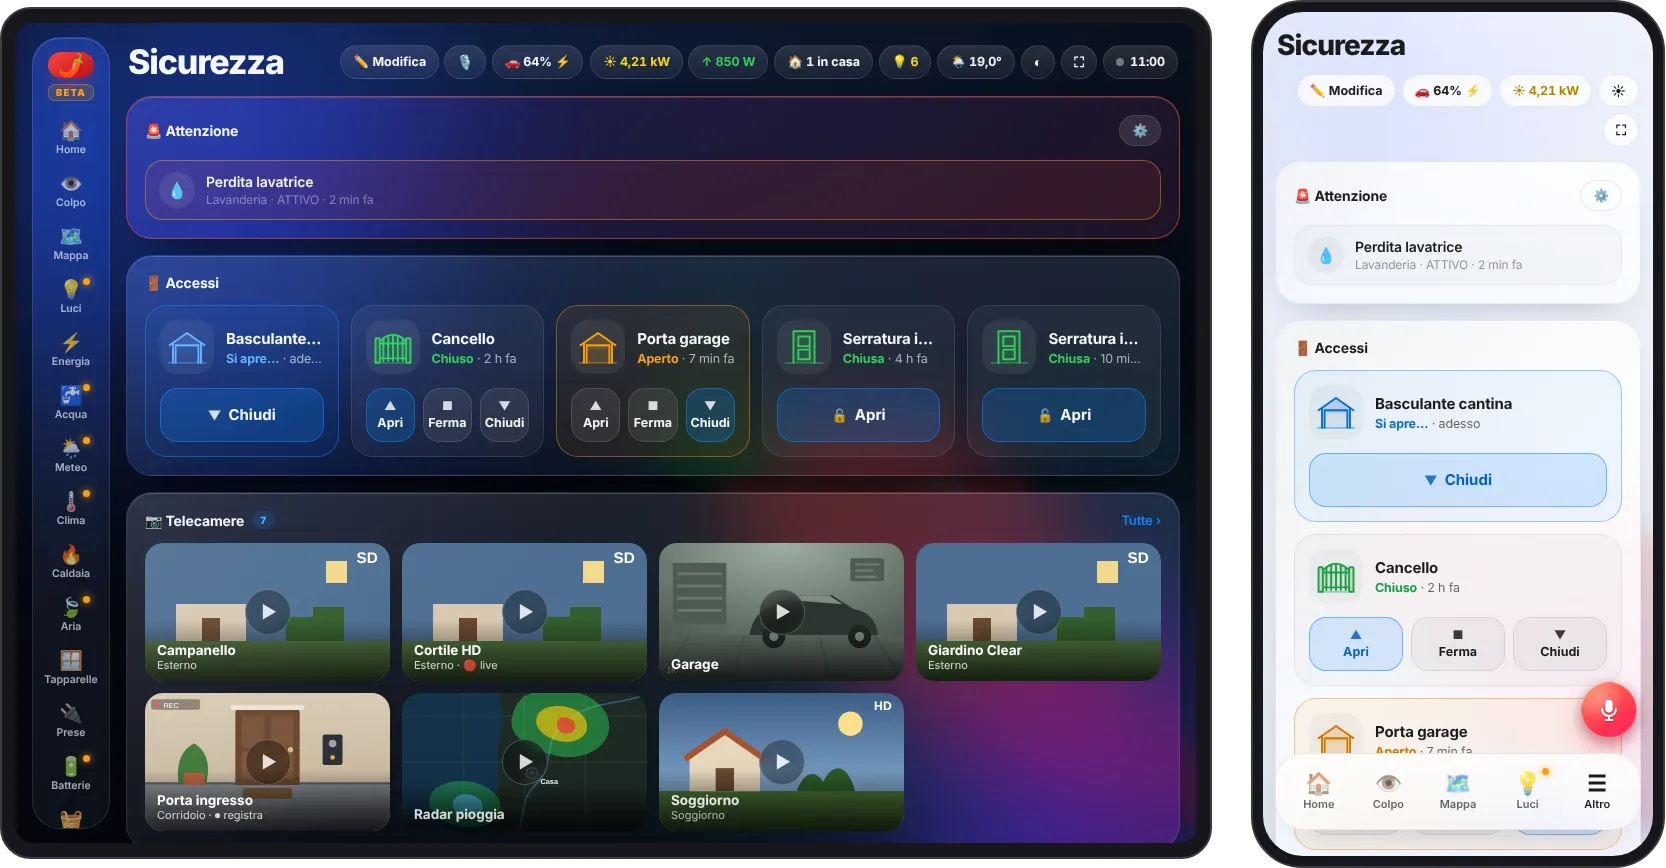 BETA
Home
Colpo
Mappa
Luci
Energia
Acqua
Meteo
Clima
Caldaia
Aria
Tapparelle
Prese
Batterie
Sicurezza
Modifica
64%
4,21 kW
↑ 850 W
1 in casa
6
19,0°
11:00
Attenzione
Perdita lavatrice
Lavanderia · ATTIVO · 2 min fa
Accessi
Basculante...
Si apre... · ade...
▼ Chiudi
Cancello
Chiuso · 2 h fa
▲ Apri
■ Ferma
▼ Chiudi
Porta garage
Aperto · 7 min fa
▲ Apri
■ Ferma
▼ Chiudi
Serratura i...
Chiusa · 4 h fa
Apri
Serratura i...
Chiusa · 10 mi...
Apri
Telecamere 7
Tutte ›
SD
Campanello
Esterno
SD
Cortile HD
Esterno · live
Garage
SD
Giardino Clear
Esterno
REC
Porta ingresso
Corridoio · ● registra
Casa
Radar pioggia
HD
Soggiorno
Soggiorno
Sicurezza
Modifica
64%
4,21 kW
Attenzione
Perdita lavatrice
Lavanderia · ATTIVO · 2 min fa
Accessi
Basculante cantina
Si apre... · adesso
▼ Chiudi
Cancello
Chiuso · 2 h fa
▲ Apri
■ Ferma
▼ Chiudi
Porta garage
Aperto · 7 min fa
Home
Colpo
Mappa
Luci
Altro